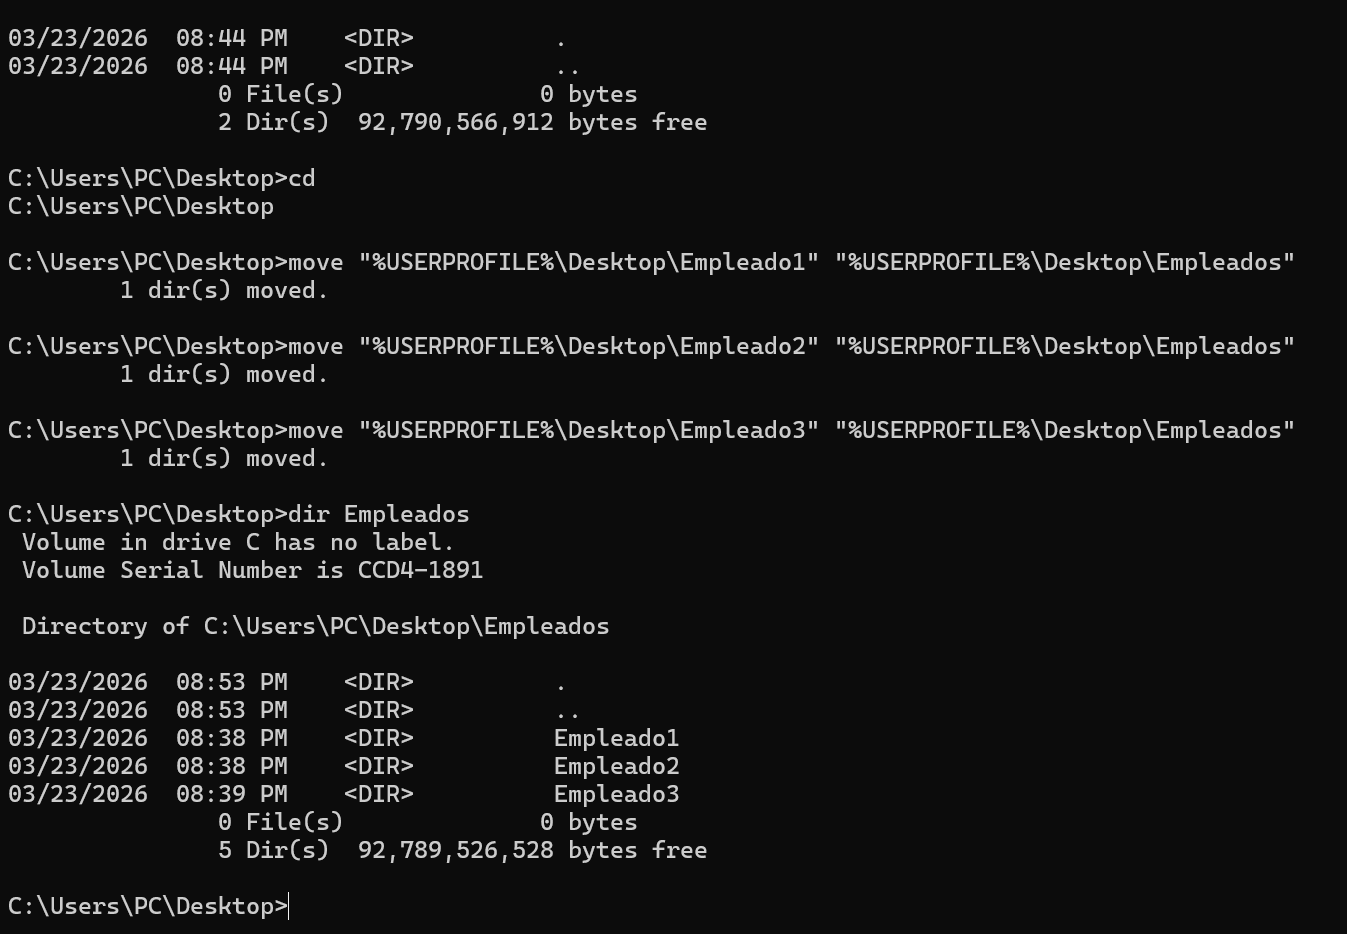 03/23/2026  08:44 PM    <DIR>          .
03/23/2026  08:44 PM    <DIR>          ..
               0 File(s)              0 bytes
               2 Dir(s)  92,790,566,912 bytes free
C:\Users\PC\Desktop>cd
C:\Users\PC\Desktop
C:\Users\PC\Desktop>move "%USERPROFILE%\Desktop\Empleado1" "%USERPROFILE%\Desktop\Empleados"
        1 dir(s) moved.
C:\Users\PC\Desktop>move "%USERPROFILE%\Desktop\Empleado2" "%USERPROFILE%\Desktop\Empleados"
        1 dir(s) moved.
C:\Users\PC\Desktop>move "%USERPROFILE%\Desktop\Empleado3" "%USERPROFILE%\Desktop\Empleados"
        1 dir(s) moved.
C:\Users\PC\Desktop>dir Empleados
 Volume in drive C has no label.
 Volume Serial Number is CCD4-1891
 Directory of C:\Users\PC\Desktop\Empleados
03/23/2026  08:53 PM    <DIR>          .
03/23/2026  08:53 PM    <DIR>          ..
03/23/2026  08:38 PM    <DIR>          Empleado1
03/23/2026  08:38 PM    <DIR>          Empleado2
03/23/2026  08:39 PM    <DIR>          Empleado3
               0 File(s)              0 bytes
               5 Dir(s)  92,789,526,528 bytes free
C:\Users\PC\Desktop>